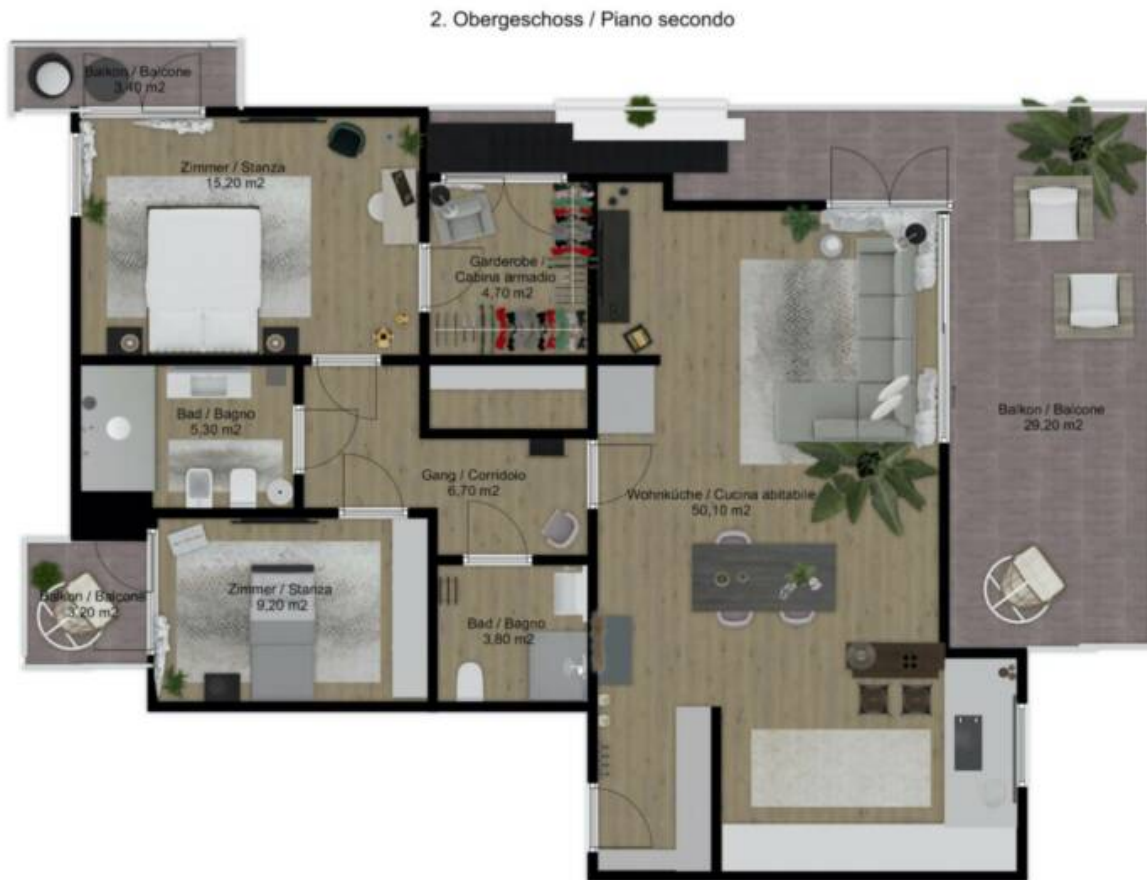 2. Obergeschoss / Piano secondo
Balkon / Balcone
3,40 m2
Zimmer / Stanza
15,20 m2
Garderobe /
Cabina armadio
4,70 m2
Bad / Bagno
5,30 m2
Balkon / Balcone
29,20 m2
Gang / Corridoio
6,70 m2
Wohnküche / Cucina abitabile
50,10 m2
Balkon / Balcone
3,20 m2
Zimmer / Stanza
9,20 m2
Bad / Bagno
3,80 m2